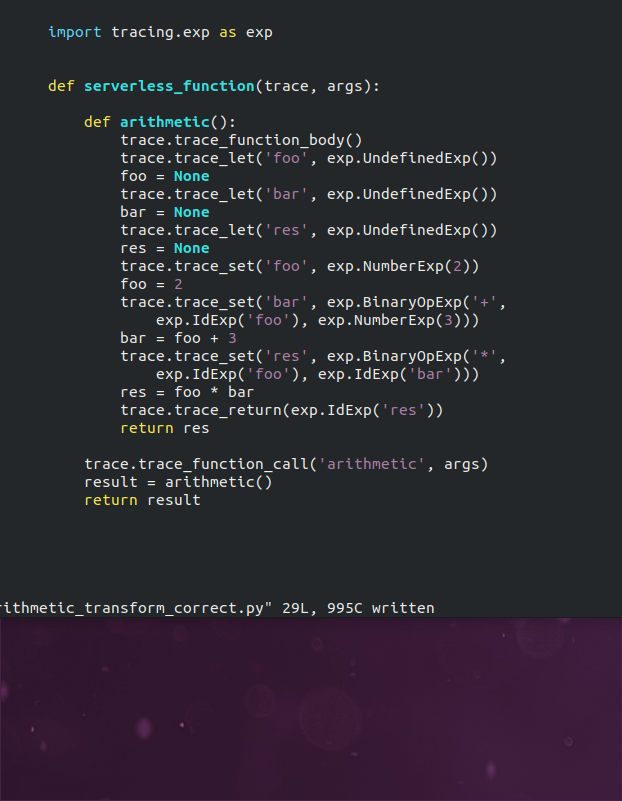 import tracing.exp as exp
def serverless_function(trace, args):
def arithmetic():
trace.trace_function_body()
trace.trace_let('foo', exp.UndefinedExp())
foo = None
trace.trace_let('bar', exp.UndefinedExp())
bar = None
trace.trace_let('res', exp.UndefinedExp())
res = None
trace.trace_set('foo', exp.NumberExp(2))
foo = 2
trace.trace_set('bar', exp.BinaryOpExp('+',
exp.IdExp('foo'), exp.NumberExp(3)))
bar = foo + 3
trace.trace_set('res', exp.BinaryOpExp('*',
exp.IdExp('foo'), exp.IdExp('bar')))
res = foo * bar
trace.trace_return(exp.IdExp('res'))
return res
trace.trace_function_call('arithmetic', args)
result = arithmetic()
return result
rithmetic_transform_correct.py" 29L, 995C written